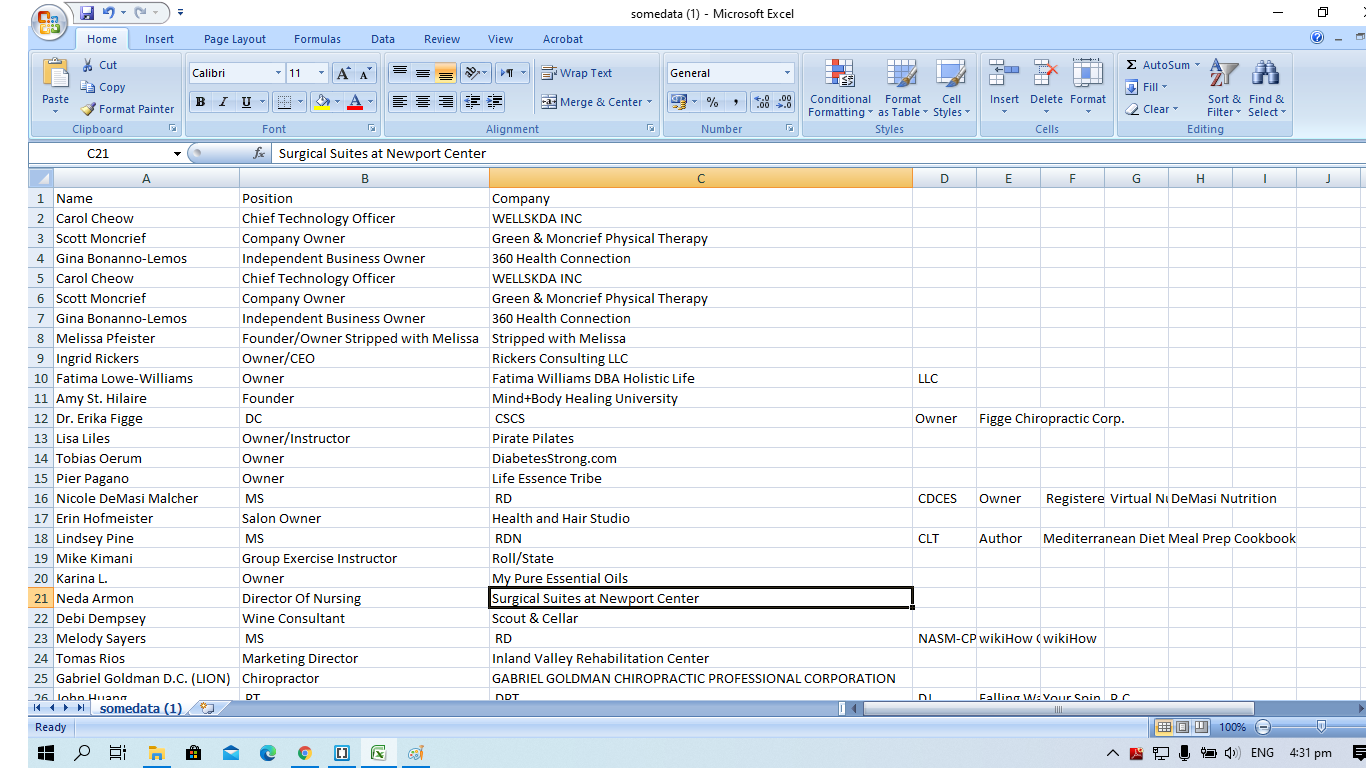 somedata (1) - Microsoft Excel
Home Insert Page Layout Formulas Data Review View Acrobat
Paste Cut Copy Format Painter Clipboard
Calibri 11 A A B I U A Font
Wrap Text Merge & Center Alignment
General % , .00 .00 Number
Conditional Formatting Format as Table Cell Styles Styles
Insert Delete Format Cells
Σ AutoSum Fill Clear Sort & Filter Find & Select Editing
C21 fx Surgical Suites at Newport Center
A B C D E F G H I J
1 Name Position Company
2 Carol Cheow Chief Technology Officer WELLSKDA INC
3 Scott Moncrief Company Owner Green & Moncrief Physical Therapy
4 Gina Bonanno-Lemos Independent Business Owner 360 Health Connection
5 Carol Cheow Chief Technology Officer WELLSKDA INC
6 Scott Moncrief Company Owner Green & Moncrief Physical Therapy
7 Gina Bonanno-Lemos Independent Business Owner 360 Health Connection
8 Melissa Pfeister Founder/Owner Stripped with Melissa Stripped with Melissa
9 Ingrid Rickers Owner/CEO Rickers Consulting LLC
10 Fatima Lowe-Williams Owner Fatima Williams DBA Holistic Life LLC
11 Amy St. Hilaire Founder Mind+Body Healing University
12 Dr. Erika Figge DC CSCS Owner Figge Chiropractic Corp.
13 Lisa Liles Owner/Instructor Pirate Pilates
14 Tobias Oerum Owner DiabetesStrong.com
15 Pier Pagano Owner Life Essence Tribe
16 Nicole DeMasi Malcher MS RD CDCES Owner Registere Virtual Nu DeMasi Nutrition
17 Erin Hofmeister Salon Owner Health and Hair Studio
18 Lindsey Pine MS RDN CLT Author Mediterranean Diet Meal Prep Cookbook
19 Mike Kimani Group Exercise Instructor Roll/State
20 Karina L. Owner My Pure Essential Oils
21 Neda Armon Director Of Nursing Surgical Suites at Newport Center
22 Debi Dempsey Wine Consultant Scout & Cellar
23 Melody Sayers MS RD NASM-CP wikiHow wikiHow
24 Tomas Rios Marketing Director Inland Valley Rehabilitation Center
25 Gabriel Goldman D.C. (LION) Chiropractor GABRIEL GOLDMAN CHIROPRACTIC PROFESSIONAL CORPORATION
26 John Huang PT DPT Falling Your Spin P.C.
somedata (1)
Ready 100%
ENG 4:31 pm